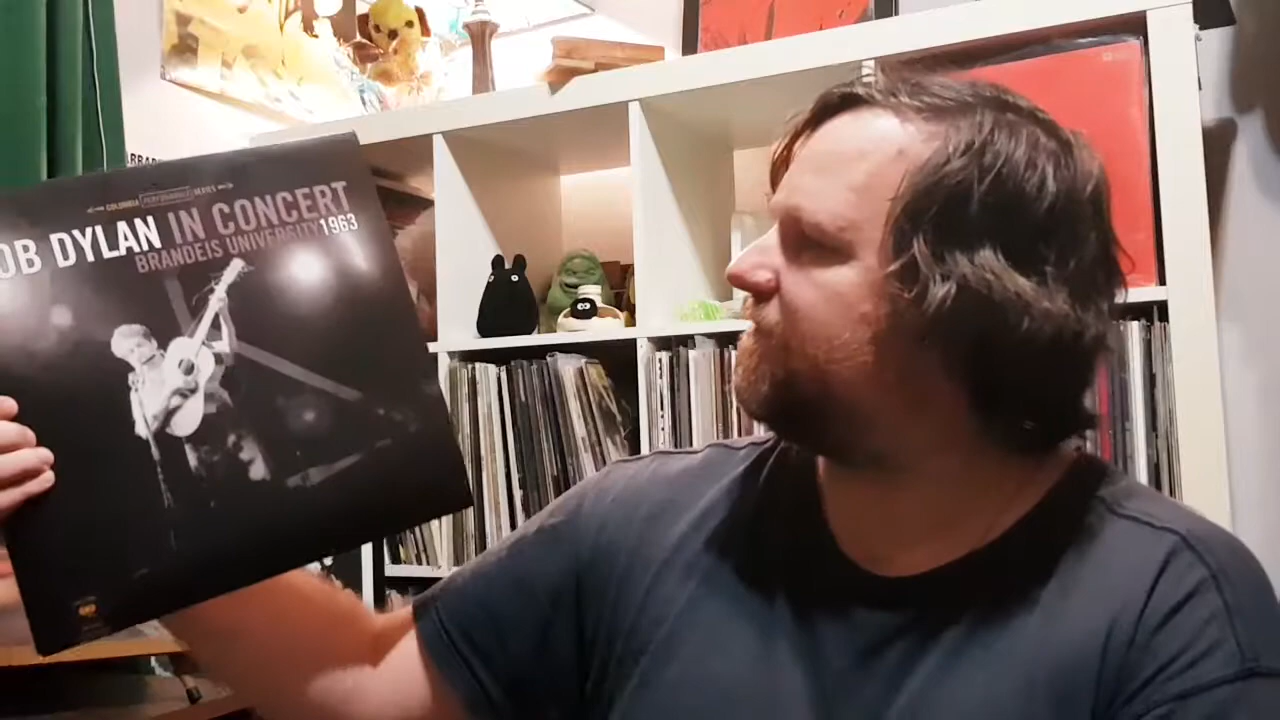 COLUMBIA PERFORMANCE SERIES
OB DYLAN IN CONCERT
BRANDEIS UNIVERSITY 1963